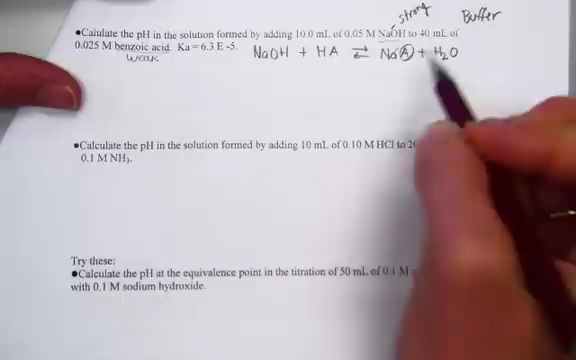 strong Buffer
●Calulate the pH in the solution formed by adding 10.0 mL of 0.05 M NaOH to 40 mL of
0.025 M benzoic acid. Ka = 6.3 E -5. NaOH + HA ⇄ NaA + H2O
weak
●Calculate the pH in the solution formed by adding 10 mL of 0.10 M HCl to
0.1 M NH3.
Try these:
●Calculate the pH at the equivalence point in the titration of 50 mL of 0.1 M
with 0.1 M sodium hydroxide.